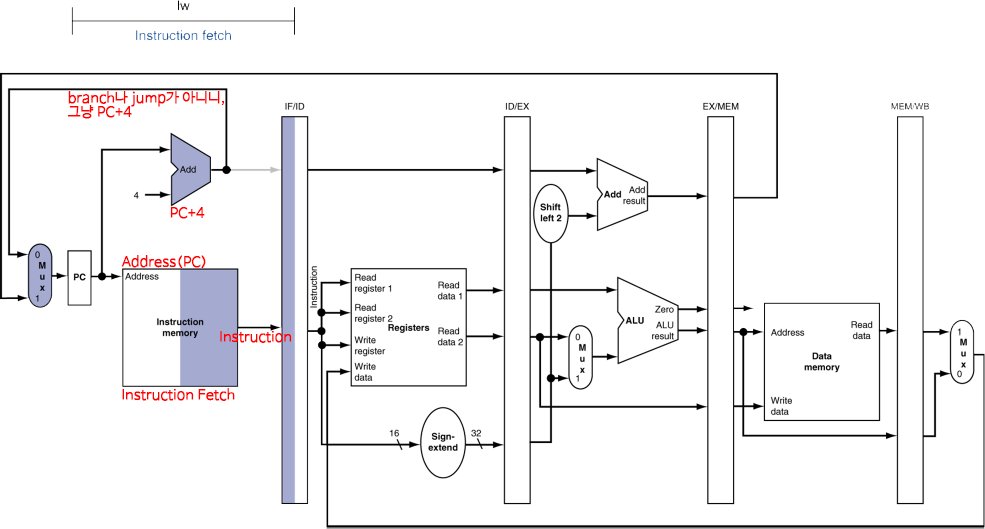 lw
Instruction fetch
branch나 jump가 아니니,
그냥 PC+4
IF/ID
ID/EX
EX/MEM
MEM/WB
Add
4
PC+4
Shift
left 2
Add
Add
result
0
M
u
x
1
PC
Address(PC)
Address
Instruction
memory
Instruction
Instruction Fetch
Instruction
Read
register 1
Read
register 2
Write
register
Write
data
Registers
Read
data 1
Read
data 2
16
Sign-
extend
32
0
M
u
x
1
Zero
ALU
ALU
result
Address
Read
data
Data
memory
Write
data
1
M
u
x
0